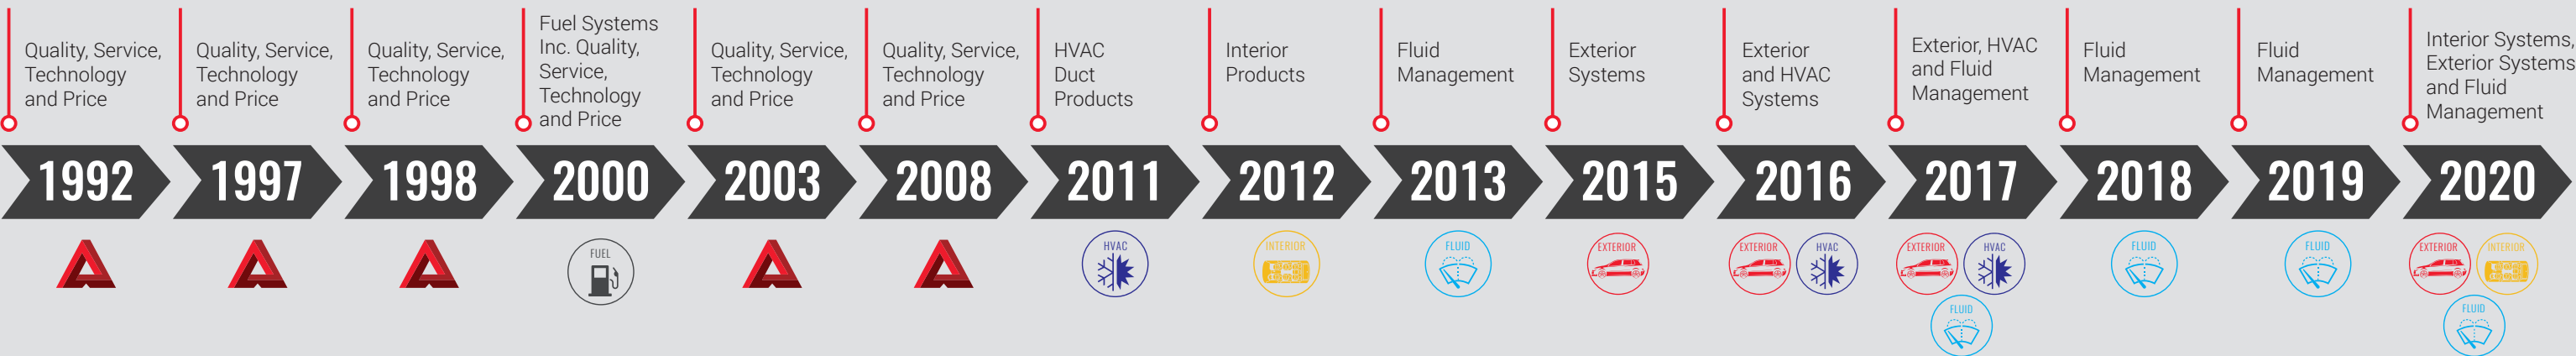 Quality, Service,
Technology
and Price
Quality, Service,
Technology
and Price
Quality, Service,
Technology
and Price
Fuel Systems
Inc. Quality,
Service,
Technology
and Price
Quality, Service,
Technology
and Price
Quality, Service,
Technology
and Price
HVAC
Duct
Products
Interior
Products
Fluid
Management
Exterior
Systems
Exterior
and HVAC
Systems
Exterior, HVAC
and Fluid
Management
Fluid
Management
Fluid
Management
Interior Systems,
Exterior Systems
and Fluid
Management
1992
1997
1998
2000
2003
2008
2011
2012
2013
2015
2016
2017
2018
2019
2020
FUEL
HVAC
INTERIOR
FLUID
EXTERIOR
EXTERIOR
HVAC
EXTERIOR
HVAC
FLUID
FLUID
FLUID
EXTERIOR
INTERIOR
FLUID